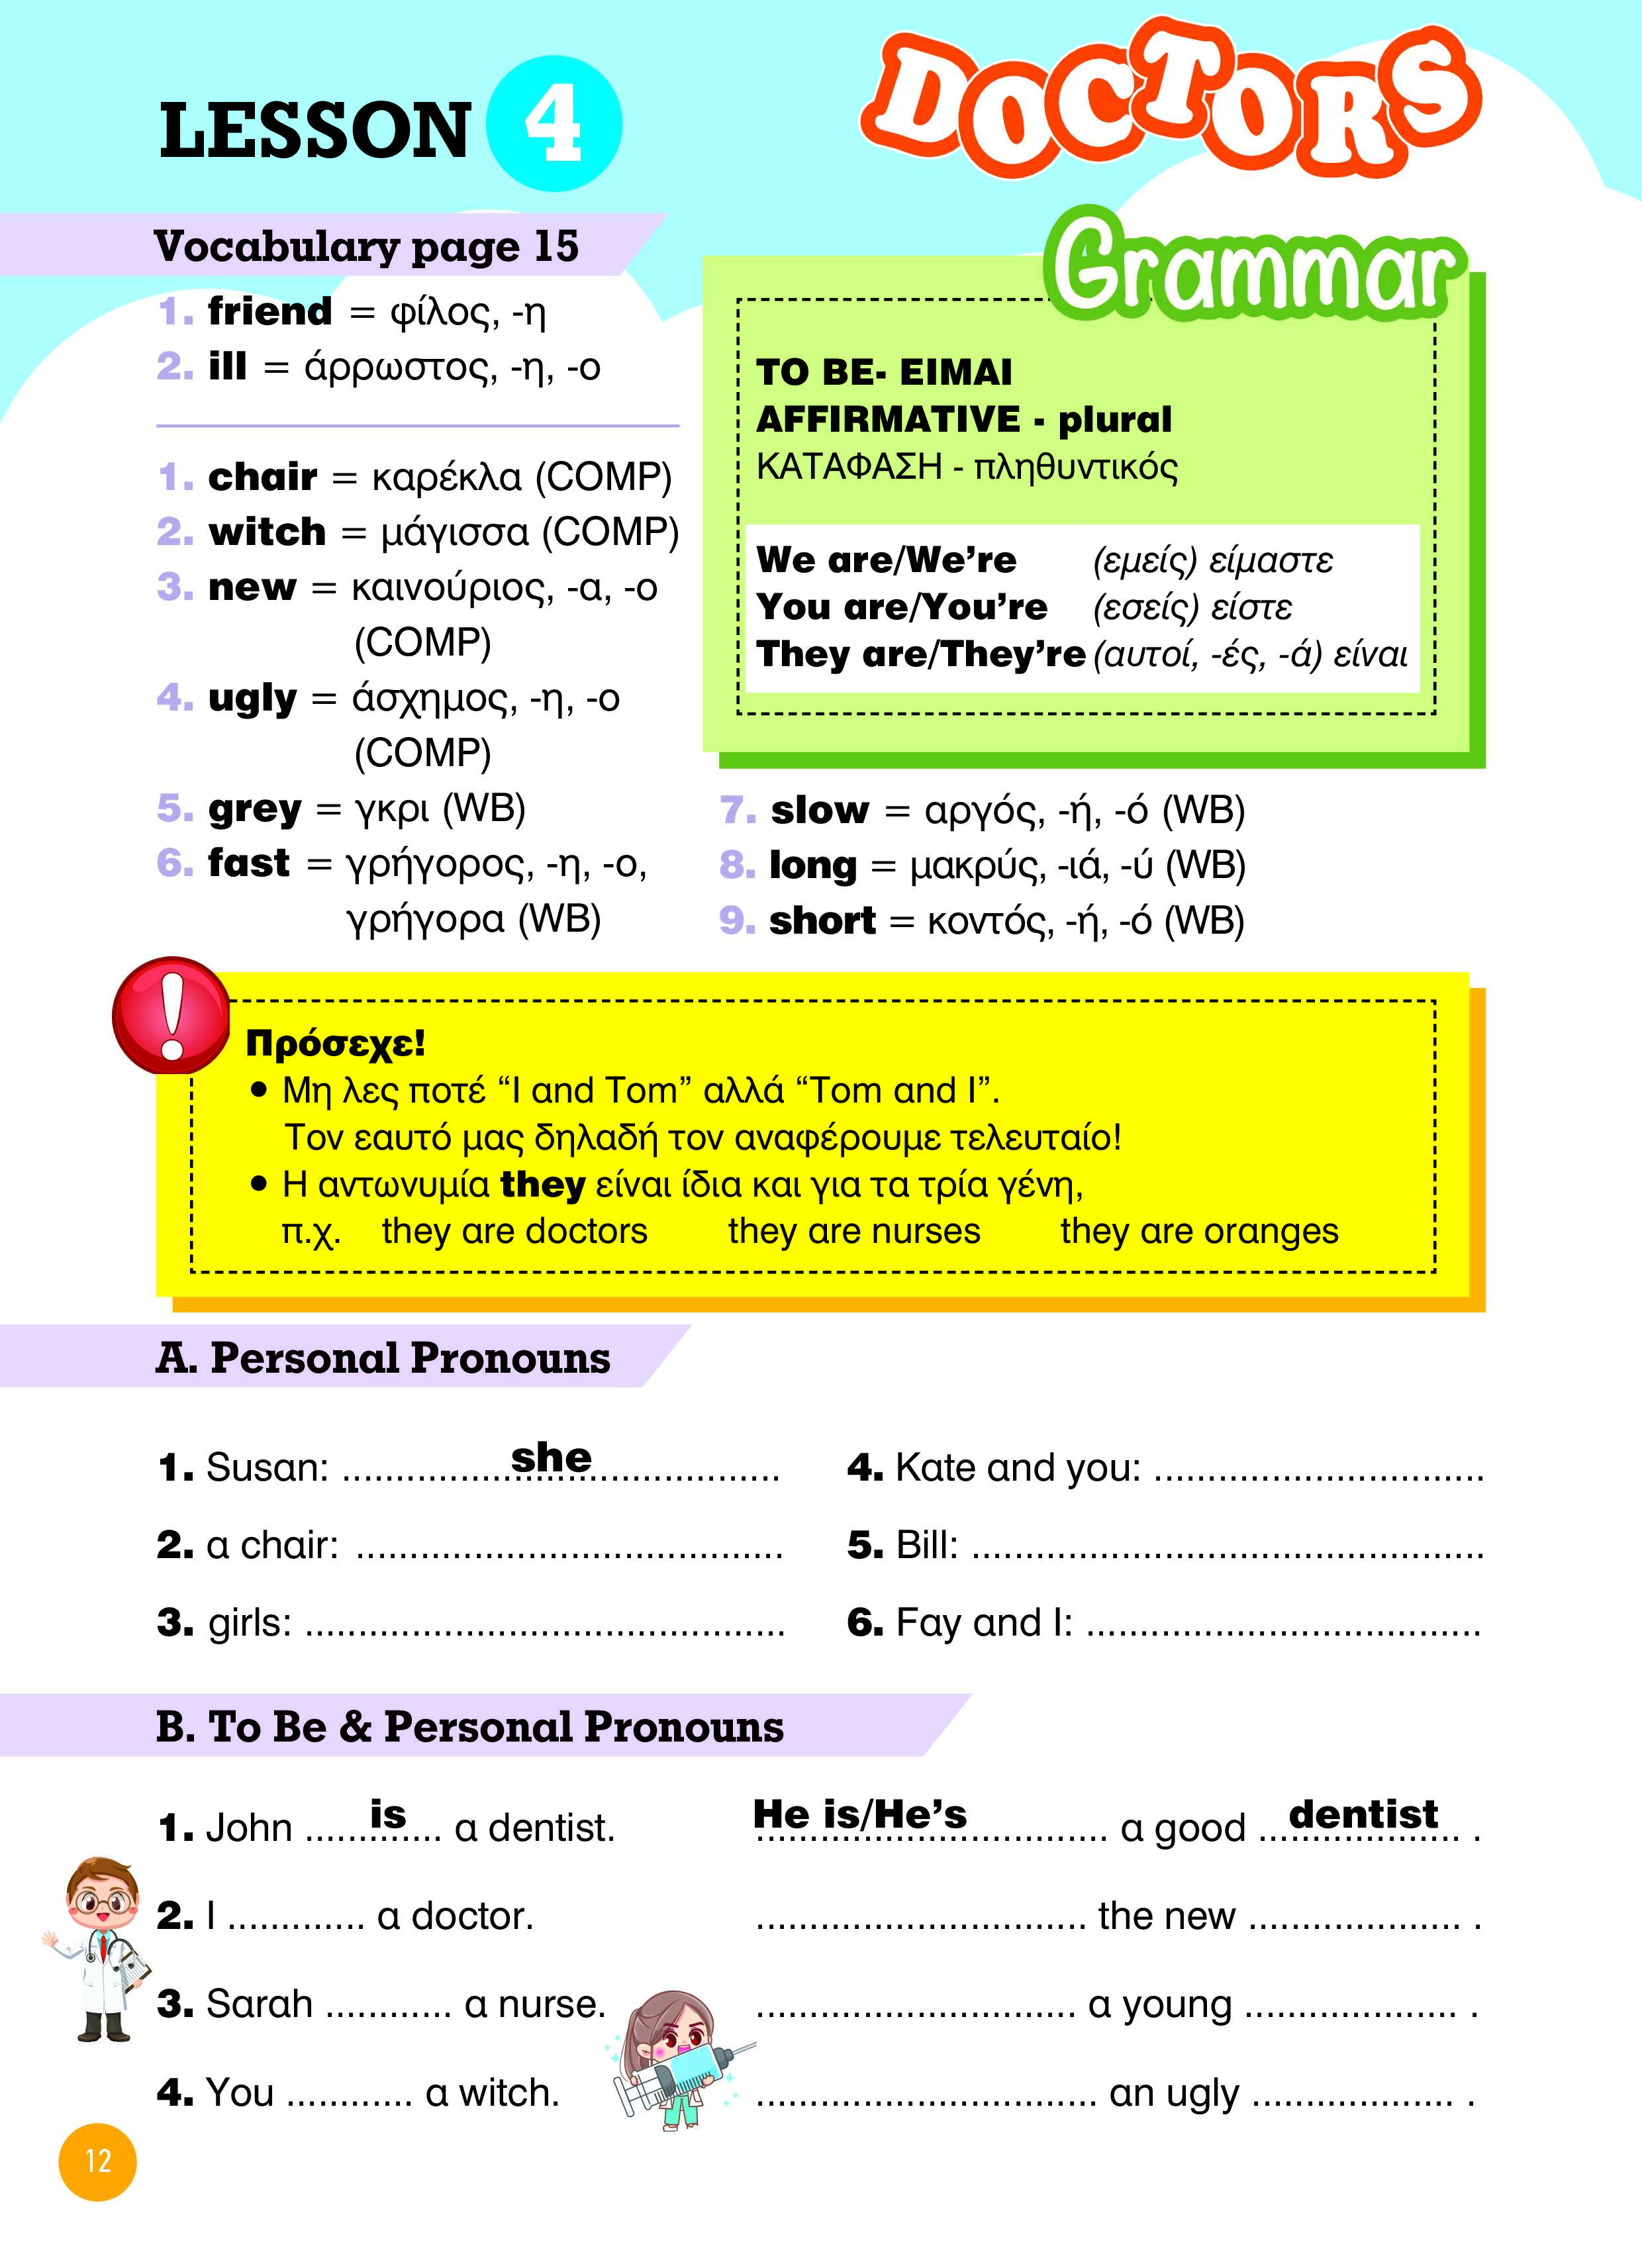 LESSON 4
DOCTORS
Vocabulary page 15
1. friend = φίλος, -η
2. ill = άρρωστος, -η, -ο
1. chair = καρέκλα (COMP)
2. witch = μάγισσα (COMP)
3. new = καινούριος, -α, -ο
(COMP)
4. ugly = άσχημος, -η, -ο
(COMP)
5. grey = γκρι (WB)
6. fast = γρήγορος, -η, -ο,
γρήγορα (WB)
Grammar
TO BE- ΕΙΜΑΙ
AFFIRMATIVE - plural
ΚΑΤΑΦΑΣΗ - πληθυντικός
We are/We’re (εμείς) είμαστε
You are/You’re (εσείς) είστε
They are/They’re (αυτοί, -ές, -ά) είναι
7. slow = αργός, -ή, -ό (WB)
8. long = μακρύς, -ιά, -ύ (WB)
9. short = κοντός, -ή, -ό (WB)
!
Πρόσεχε!
• Μη λες ποτέ “I and Tom” αλλά “Tom and I”.
Τον εαυτό μας δηλαδή τον αναφέρουμε τελευταίο!
• Η αντωνυμία they είναι ίδια και για τα τρία γένη,
π.χ. they are doctors they are nurses they are oranges
A. Personal Pronouns
1. Susan: ......... she .........
2. a chair: ........................................
3. girls: .............................................
4. Kate and you: ...............................
5. Bill: ................................................
6. Fay and I: .....................................
B. To Be & Personal Pronouns
1. John ..... is ..... a dentist. He is/He’s ............. a good ... dentist ... .
2. I ............. a doctor. ............................... the new .................... .
3. Sarah ............ a nurse. .............................. a young .................... .
4. You ............ a witch. ................................ an ugly ................... .
12